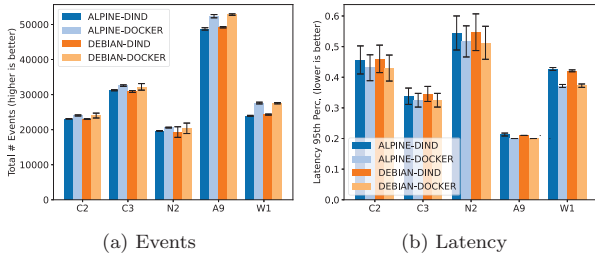 Total # Events (higher is better)
50000
40000
30000
20000
10000
0
ALPINE-DIND
ALPINE-DOCKER
DEBIAN-DIND
DEBIAN-DOCKER
C2 C3 N2 A9 W1
(a) Events
Latency 95th Perc, (lower is better)
0.6
0.5
0.4
0.3
0.2
0.1
0.0
ALPINE-DIND
ALPINE-DOCKER
DEBIAN-DIND
DEBIAN-DOCKER
C2 C3 N2 A9 W1
(b) Latency